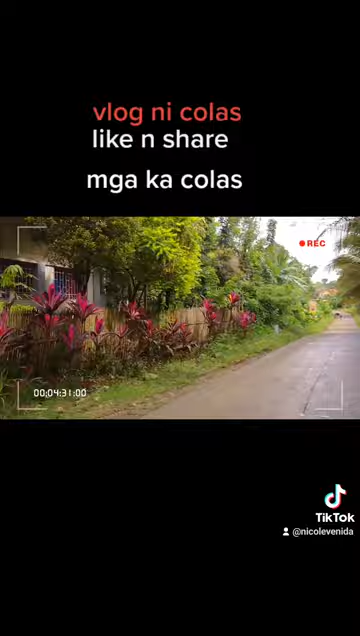 vlog ni colas
like n share
mga ka colas
REC
00:04:31:00
TikTok
@nicolevenida